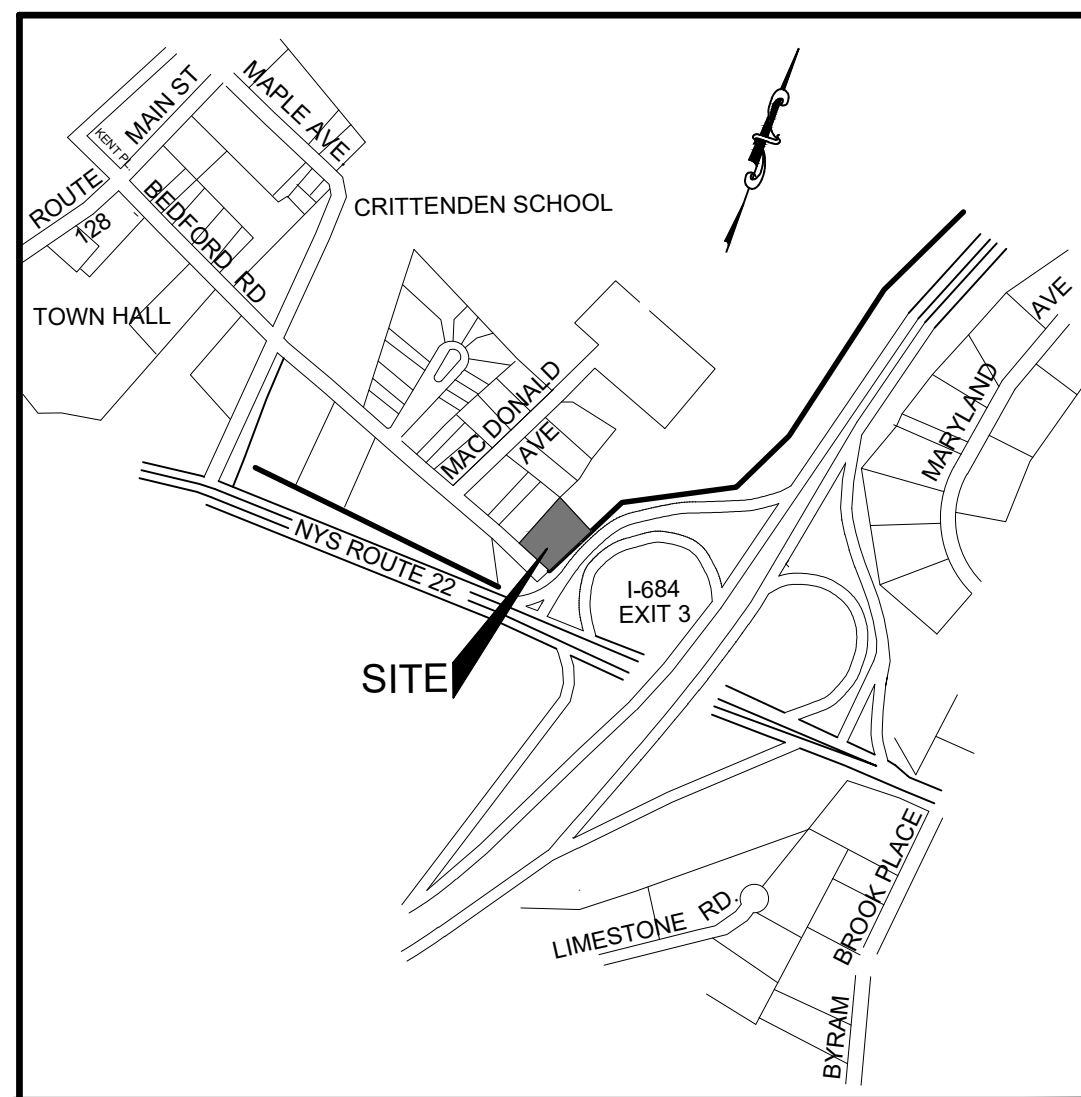 MAIN ST
MAPLE AVE.
KENT PL.
ROUTE
128
BEDFORD RD
CRITTENDEN SCHOOL
TOWN HALL
MAC DONALD
AVE
MARYLAND
AVE
NYS ROUTE 22
I-684
EXIT 3
SITE
LIMESTONE RD.
BYRAM
BROOK PLACE